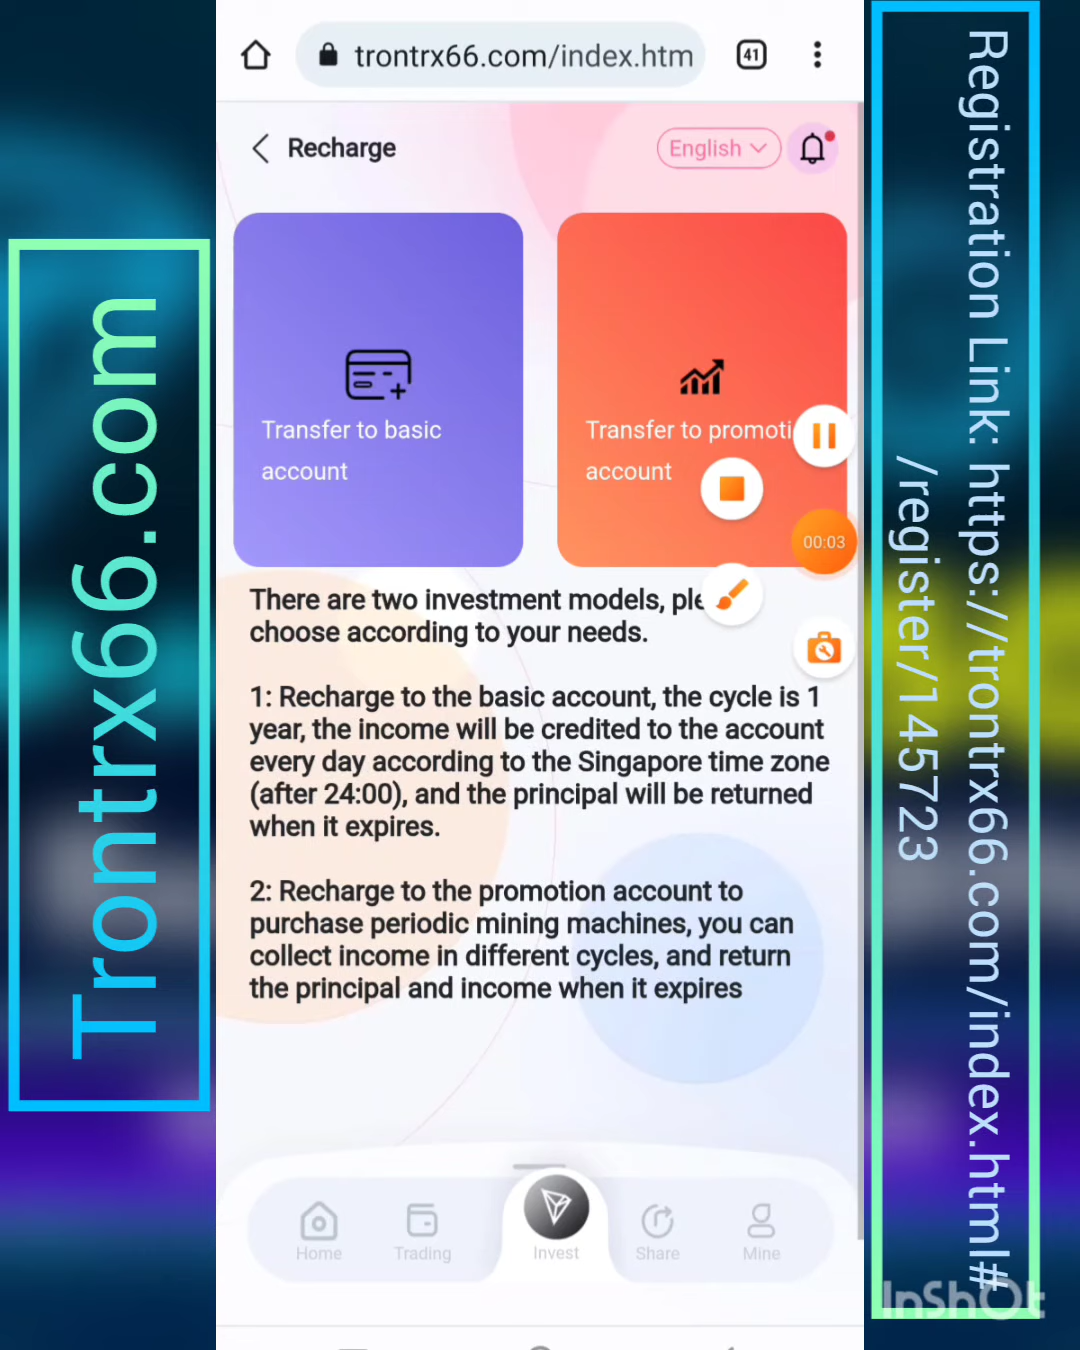 Trontrx66.com
trontrx66.com/index.htm
41
Recharge
English
Transfer to basic
account
Transfer to promoti
account
00:03
There are two investment models, ple
choose according to your needs.
1: Recharge to the basic account, the cycle is 1
year, the income will be credited to the account
every day according to the Singapore time zone
(after 24:00), and the principal will be returned
when it expires.
2: Recharge to the promotion account to
purchase periodic mining machines, you can
collect income in different cycles, and return
the principal and income when it expires
Home
Trading
Invest
Share
Mine
Registration Link: https://trontrx66.com/index.html#
/register/145723
InShOt